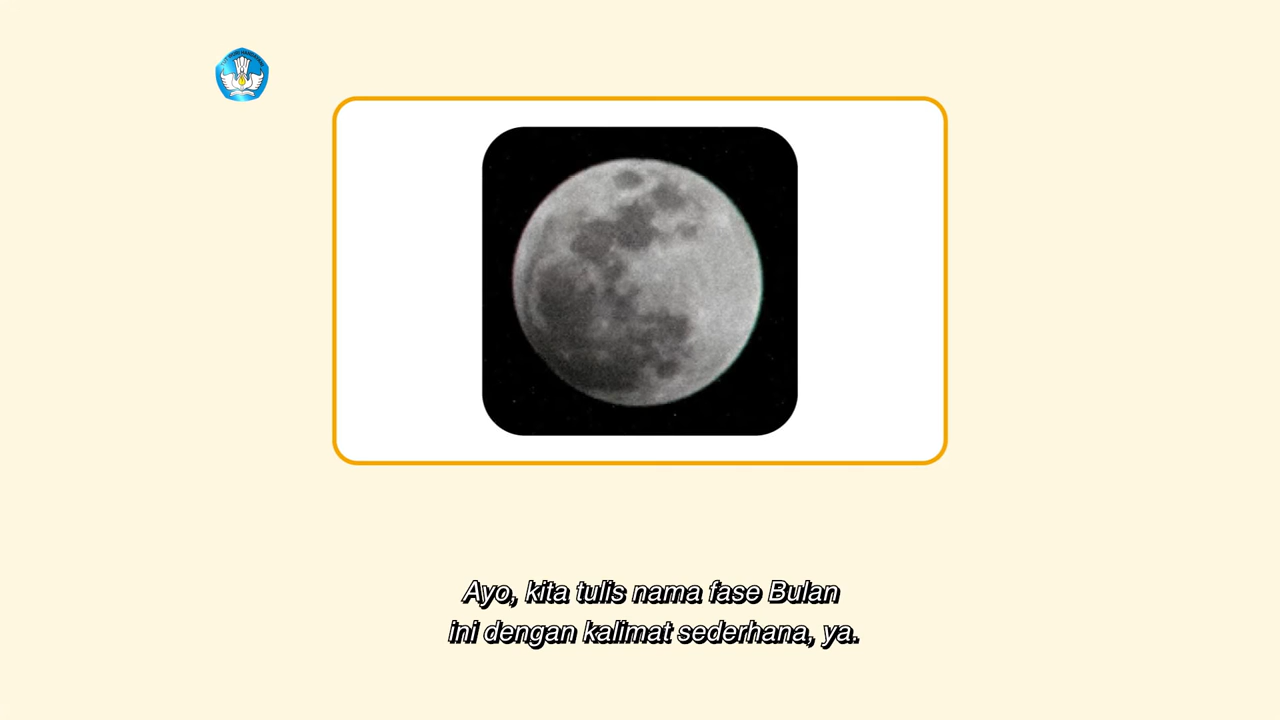 Ayo, kita tulis nama fase Bulan
ini dengan kalimat sederhana, ya.